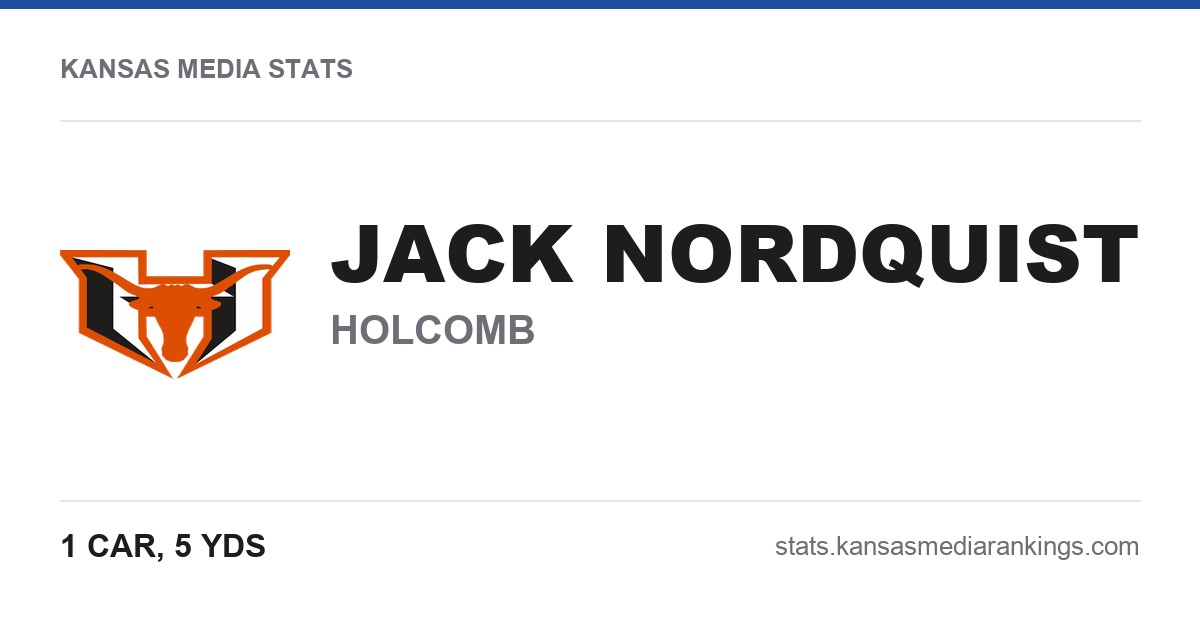 KANSAS MEDIA STATS
JACK NORDQUIST
HOLCOMB
1 CAR, 5 YDS
stats.kansasmediarankings.com